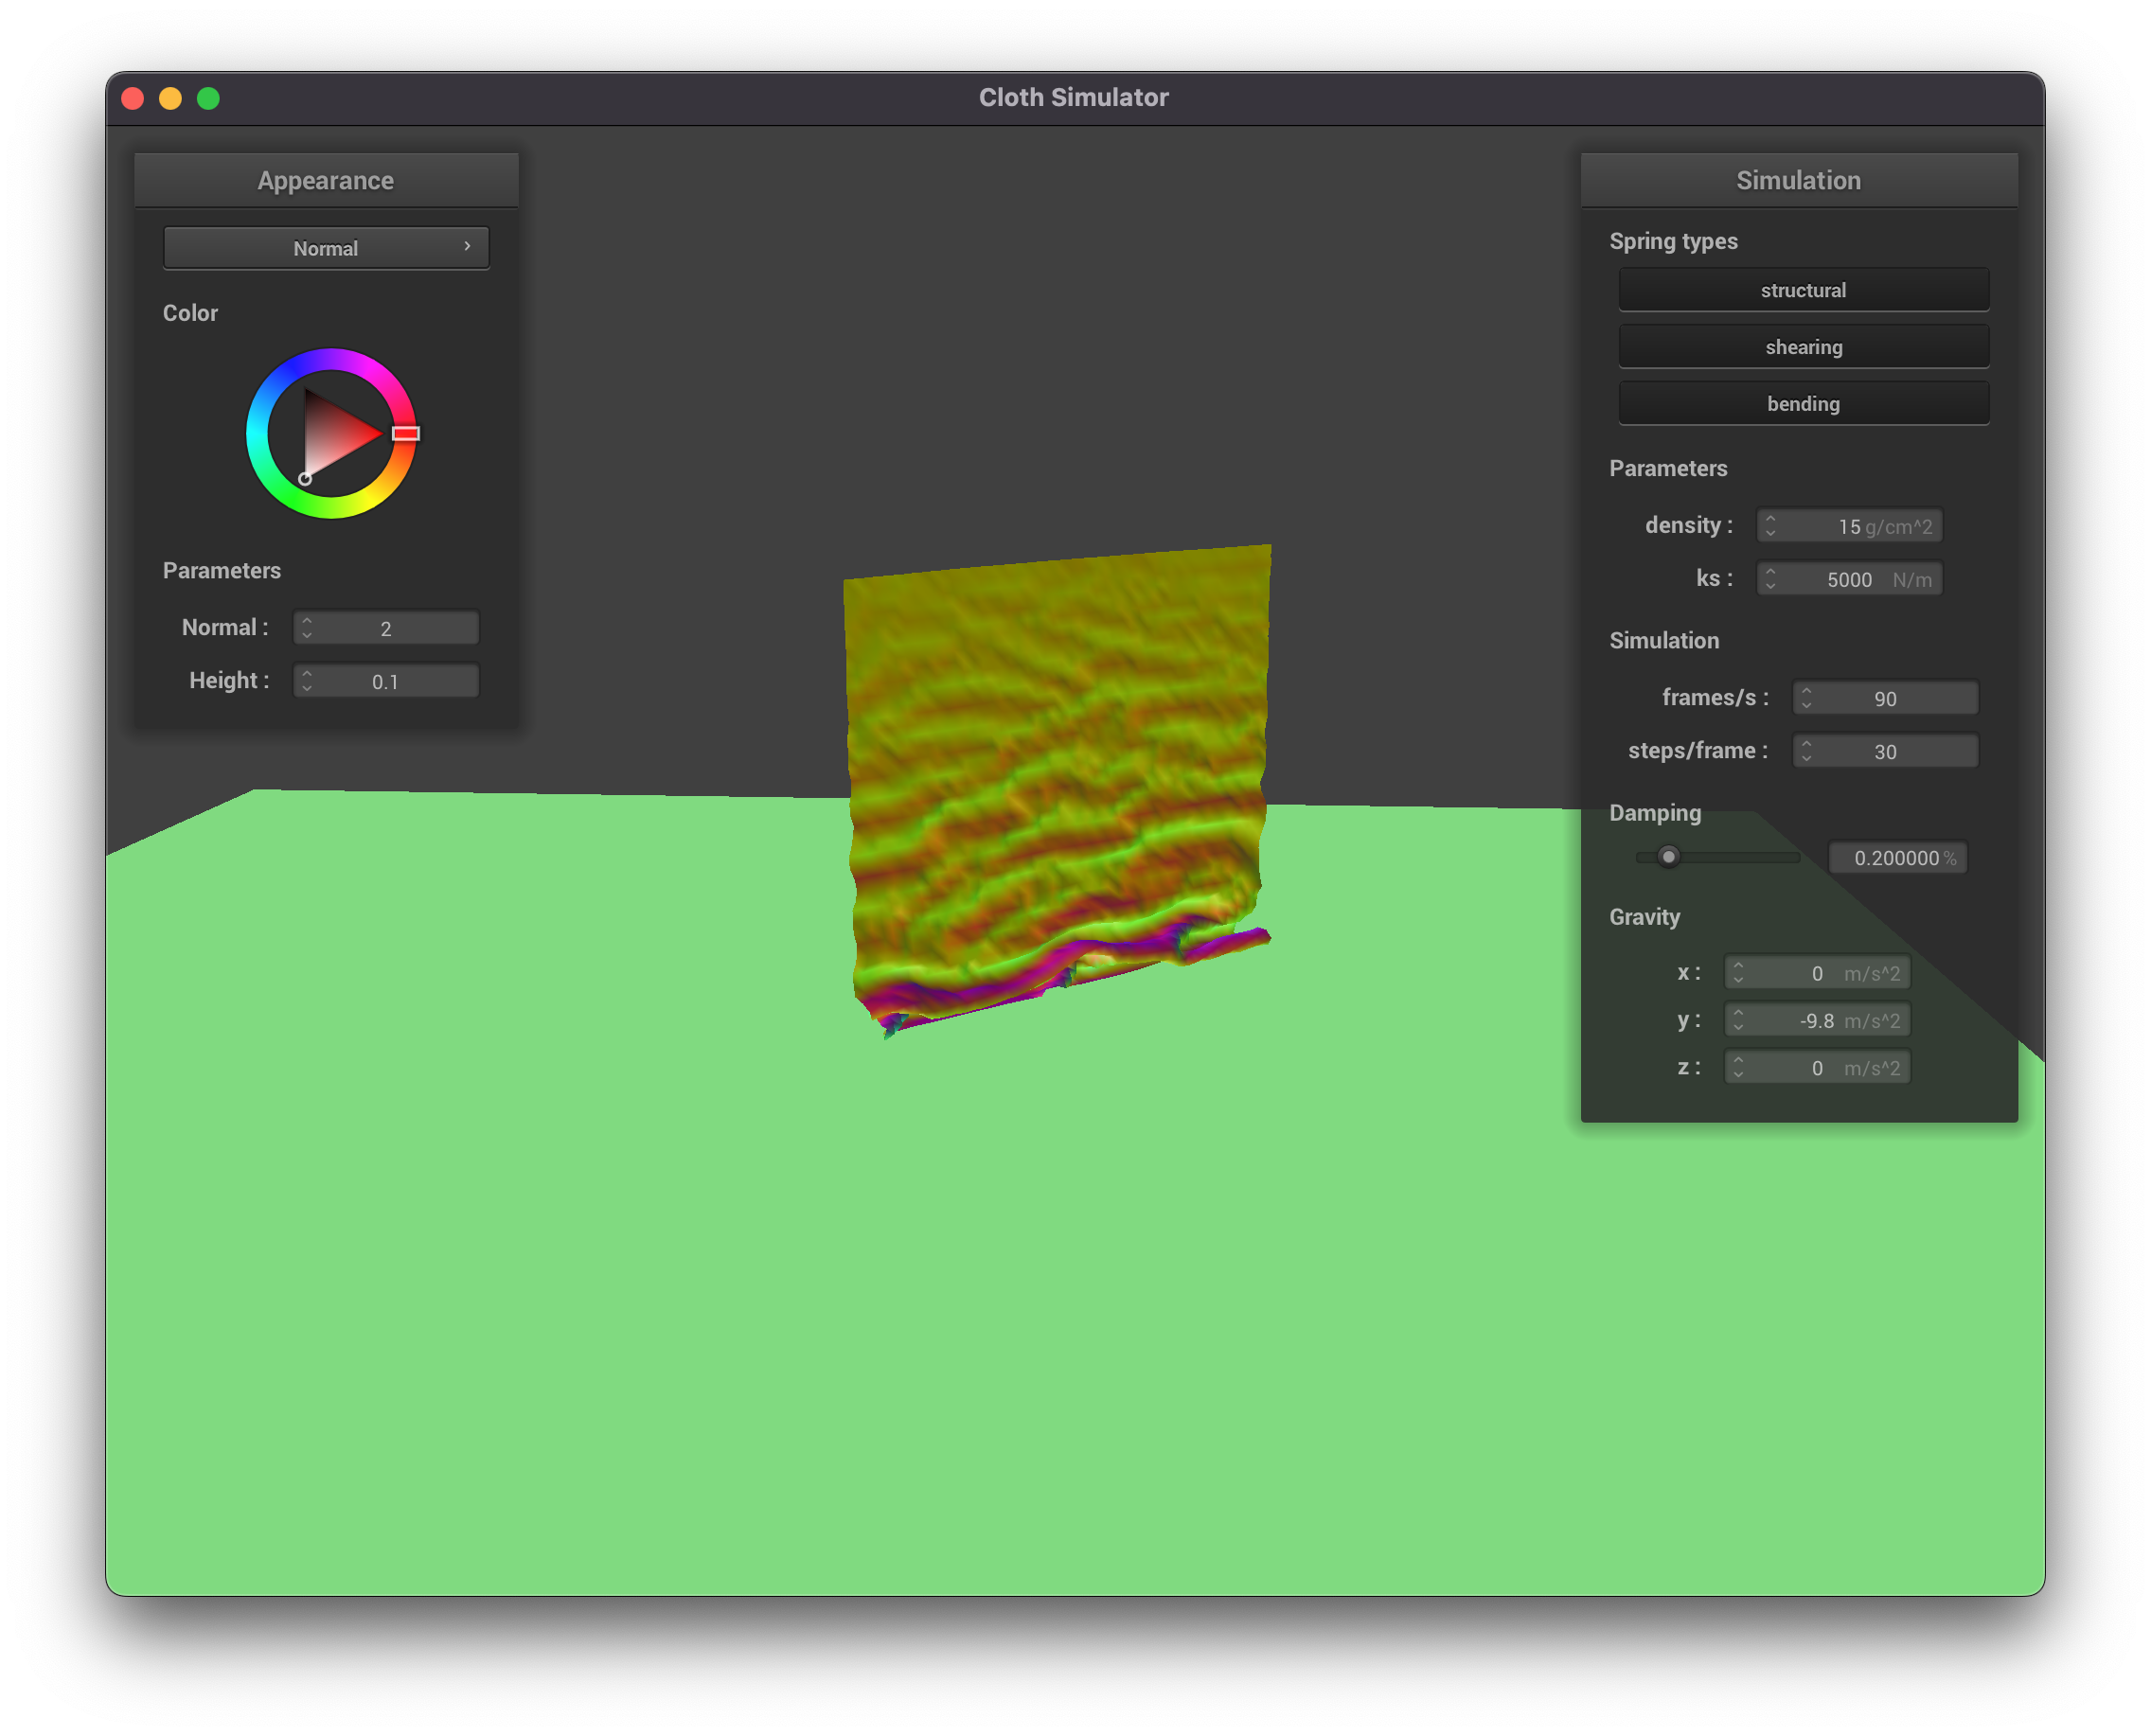 Cloth Simulator
Appearance
Normal
Color
Parameters
Normal : 2
Height : 0.1
Simulation
Spring types
structural
shearing
bending
Parameters
density : 15 g/cm^2
ks : 5000 N/m
Simulation
frames/s : 90
steps/frame : 30
Damping
0.200000 %
Gravity
x : 0 m/s^2
y : -9.8 m/s^2
z : 0 m/s^2